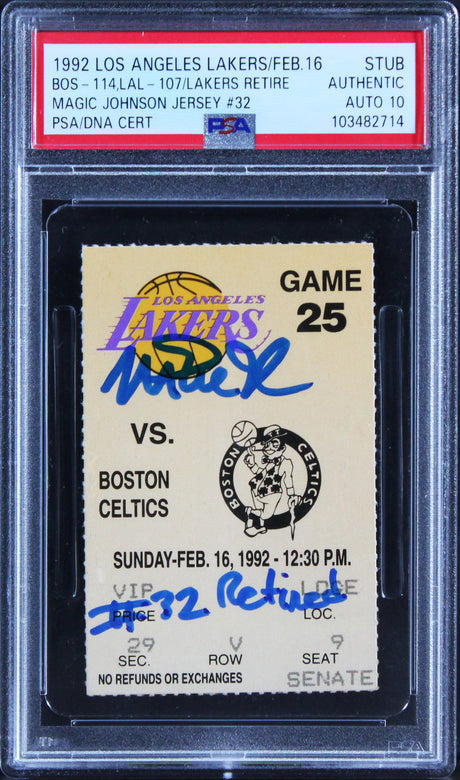 1992 LOS ANGELES LAKERS/FEB.16 STUB
BOS-114,LAL-107/LAKERS RETIRE AUTHENTIC
MAGIC JOHNSON JERSEY #32 AUTO 10
PSA/DNA CERT PSA 103482714
LOS ANGELES
LAKERS
GAME
25
VS.
BOSTON
CELTICS
BOSTON CELTICS
SUNDAY-FEB. 16, 1992 - 12:30 P.M.
VIP LOGE
#32 Retired
PRICE LOC.
29 V 9
SEC. ROW SEAT
NO REFUNDS OR EXCHANGES SENATE
PSA